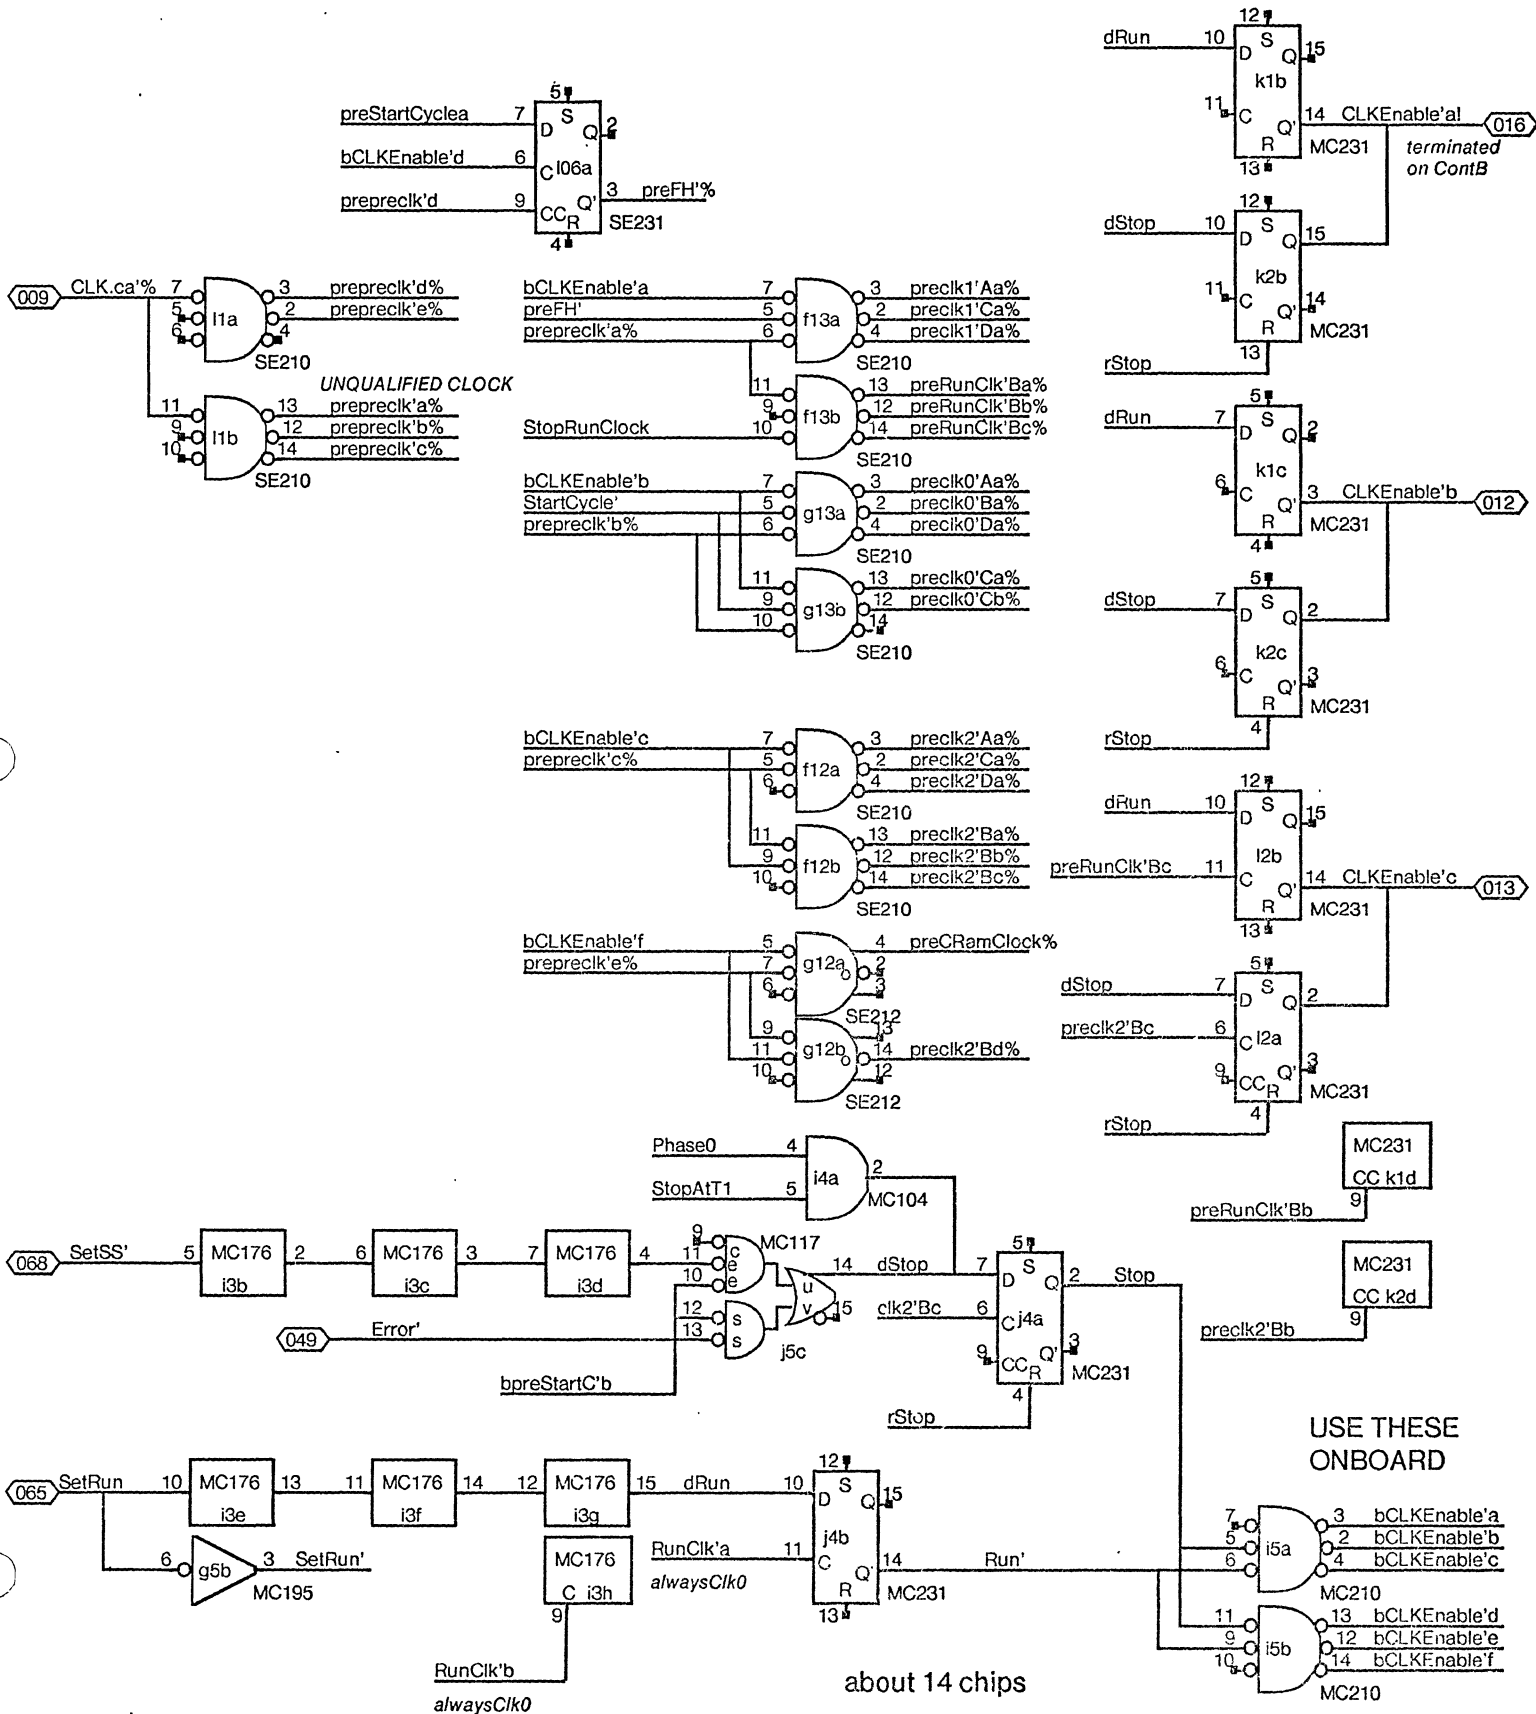 12
dRun 10 D S Q 15
k1b
11 C Q' 14 CLKEnable'a! 016
R MC231 terminated
13 on ContB
5
preStartCyclea 7 D S Q 2
bCLKEnable'd 6 C l06a
prepreclk'd 9 CC R Q' 3 preFH'%
4 SE231
12
dStop 10 D S Q 15
k2b
11 C Q' 14
R MC231
13
rStop
009 CLK.ca'% 7 3 prepreclk'd%
5 l1a 2 prepreclk'e%
6 4
SE210
UNQUALIFIED CLOCK
11 13 prepreclk'a%
9 l1b 12 prepreclk'b%
10 14 prepreclk'c%
SE210
bCLKEnable'a 7 3 preclk1'Aa%
preFH' 5 f13a 2 preclk1'Ca%
prepreclk'a% 6 4 preclk1'Da%
SE210
11 13 preRunClk'Ba%
9 f13b 12 preRunClk'Bb%
StopRunClock 10 14 preRunClk'Bc%
SE210
bCLKEnable'b 7 3 preclk0'Aa%
StartCycle' 5 g13a 2 preclk0'Ba%
prepreclk'b% 6 4 preclk0'Da%
SE210
11 13 preclk0'Ca%
9 g13b 12 preclk0'Cb%
10 14
SE210
5
dRun 7 D S Q 2
k1c
6 C Q' 3 CLKEnable'b 012
R MC231
4
5
dStop 7 D S Q 2
k2c
6 C Q' 3
R MC231
4
rStop
bCLKEnable'c 7 3 preclk2'Aa%
prepreclk'c% 5 f12a 2 preclk2'Ca%
6 4 preclk2'Da%
SE210
11 13 preclk2'Ba%
9 f12b 12 preclk2'Bb%
10 14 preclk2'Bc%
SE210
12
dRun 10 D S Q 15
l2b
preRunClk'Bc 11 C Q' 14 CLKEnable'c 013
R MC231
13
bCLKEnable'f 5 4 preCRamClock%
prepreclk'e% 7 g12a 2
6 3
SE212
9 13
11 g12b 14 preclk2'Bd%
10 12
SE212
5
dStop 7 D S Q 2
preclk2'Bc 6 C l2a
9 CC R Q' 3
4 MC231
rStop
MC231
CC k1d
9
preRunClk'Bb
MC231
CC k2d
9
preclk2'Bb
Phase0 4
i4a 2
StopAtT1 5 MC104
068 SetSS' 5 MC176 i3b 2 6 MC176 i3c 3 7 MC176 i3d 4
9 c MC117
11 e
10 e
u 14 dStop
v 15
12 s
049 Error' 13 s
j5c
bpreStartC'b
5
7 D S Q 2 Stop
clk2'Bc 6 C j4a
9 CC R Q' 3
4 MC231
rStop
USE THESE
ONBOARD
065 SetRun 10 MC176 i3e 13 11 MC176 i3f 14 12 MC176 i3g 15 dRun 10
6 g5b 3 SetRun'
MC195
MC176
C i3h
9
RunClk'b
alwaysClk0
12
D S Q 15
j4b
RunClk'a 11 C Q' 14 Run'
alwaysClk0
R MC231
13
7 3 bCLKEnable'a
5 i5a 2 bCLKEnable'b
6 4 bCLKEnable'c
MC210
11 13 bCLKEnable'd
9 i5b 12 bCLKEnable'e
10 14 bCLKEnable'f
MC210
about 14 chips